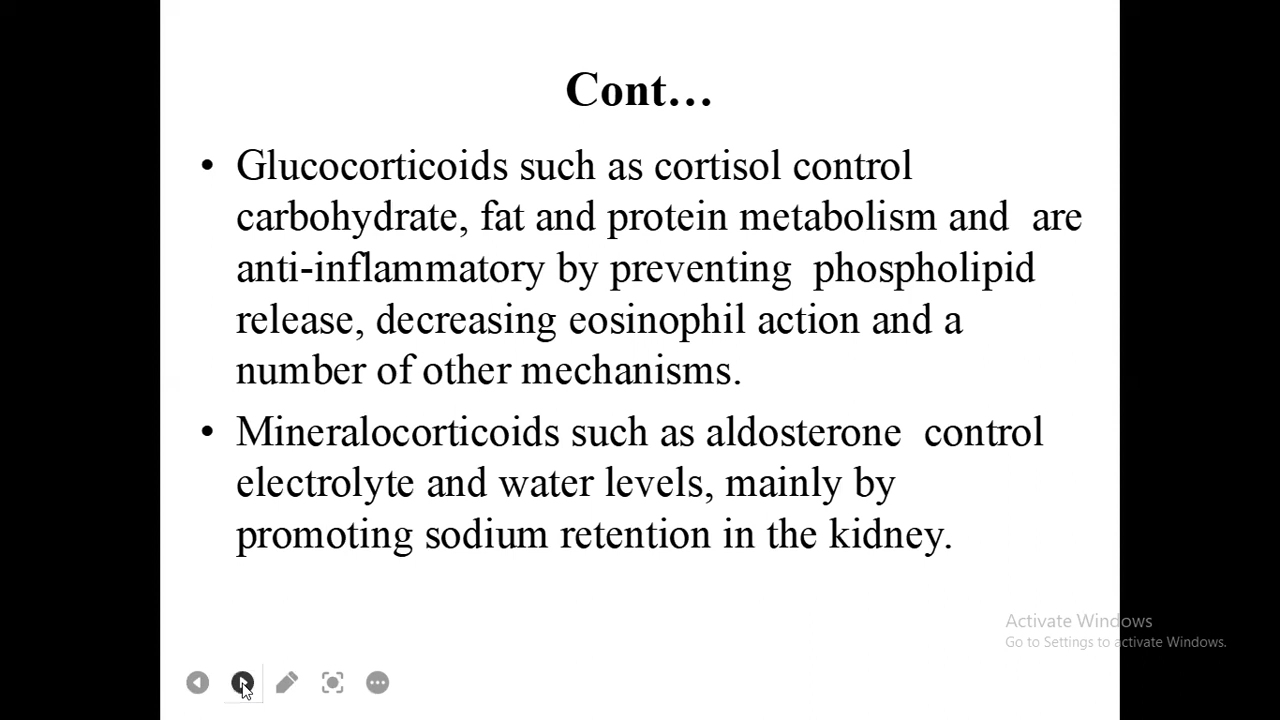 Cont…
• Glucocorticoids such as cortisol control
carbohydrate, fat and protein metabolism and are
anti-inflammatory by preventing phospholipid
release, decreasing eosinophil action and a
number of other mechanisms.
• Mineralocorticoids such as aldosterone control
electrolyte and water levels, mainly by
promoting sodium retention in the kidney.
Activate Windows
Go to Settings to activate Windows.